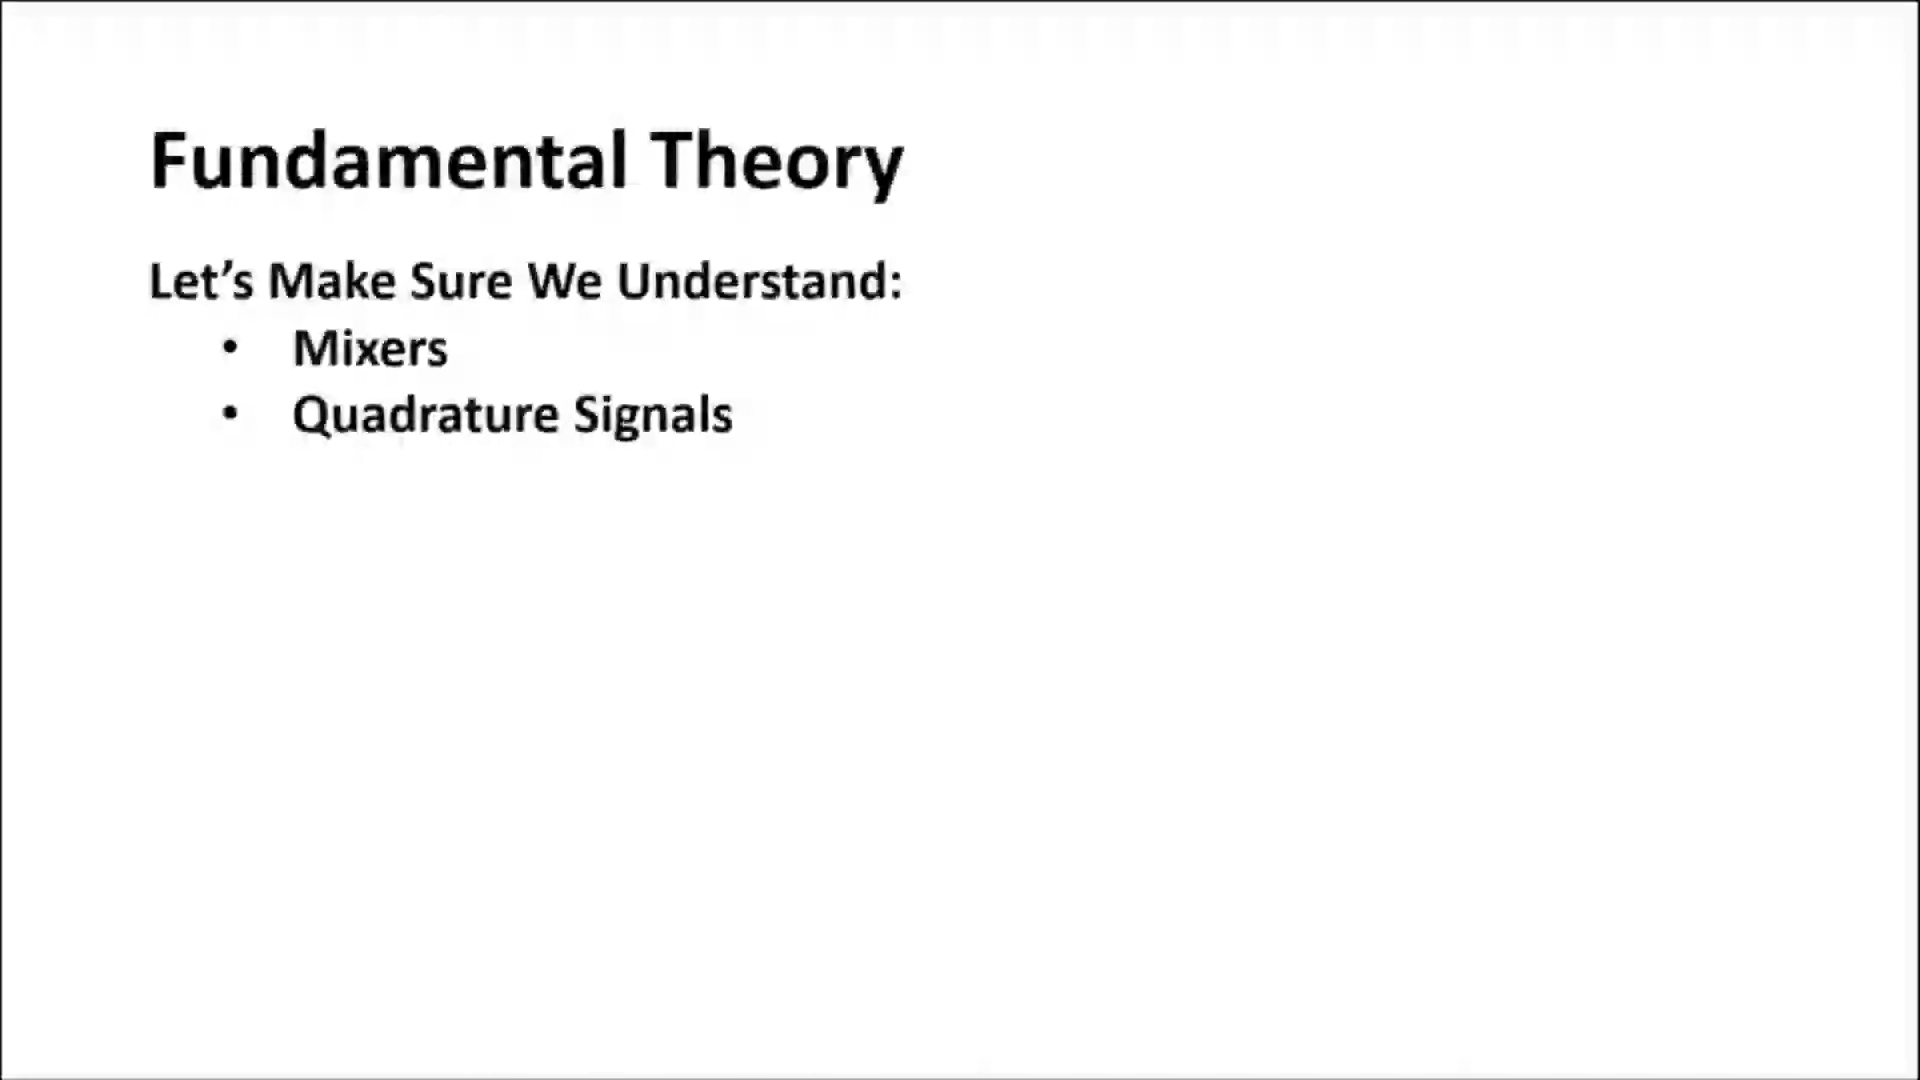 Fundamental Theory
Let’s Make Sure We Understand:
• Mixers
• Quadrature Signals